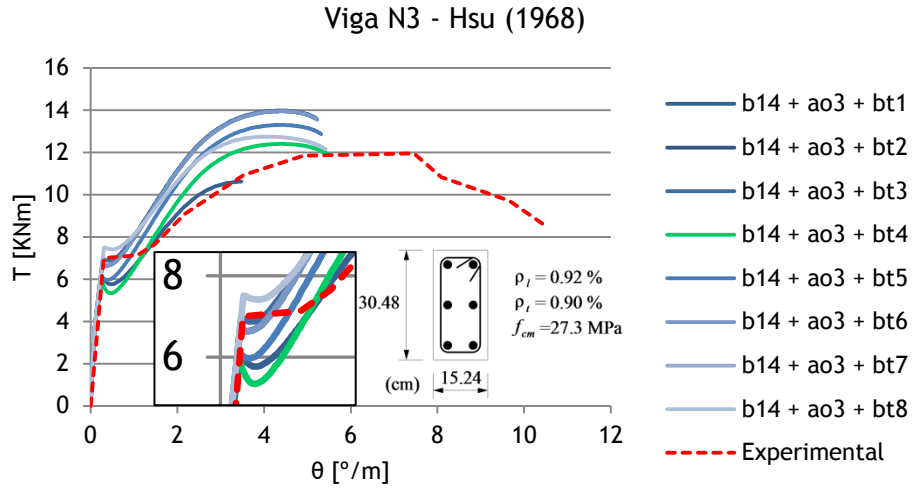 Viga N3 - Hsu (1968)
T [KNm]
16
14
12
10
8
6
4
2
0
0 2 4 6 8 10 12
θ [º/m]
8
6
30.48
(cm)
15.24
ρl = 0.92 %
ρt = 0.90 %
fcm =27.3 MPa
b14 + ao3 + bt1
b14 + ao3 + bt2
b14 + ao3 + bt3
b14 + ao3 + bt4
b14 + ao3 + bt5
b14 + ao3 + bt6
b14 + ao3 + bt7
b14 + ao3 + bt8
Experimental